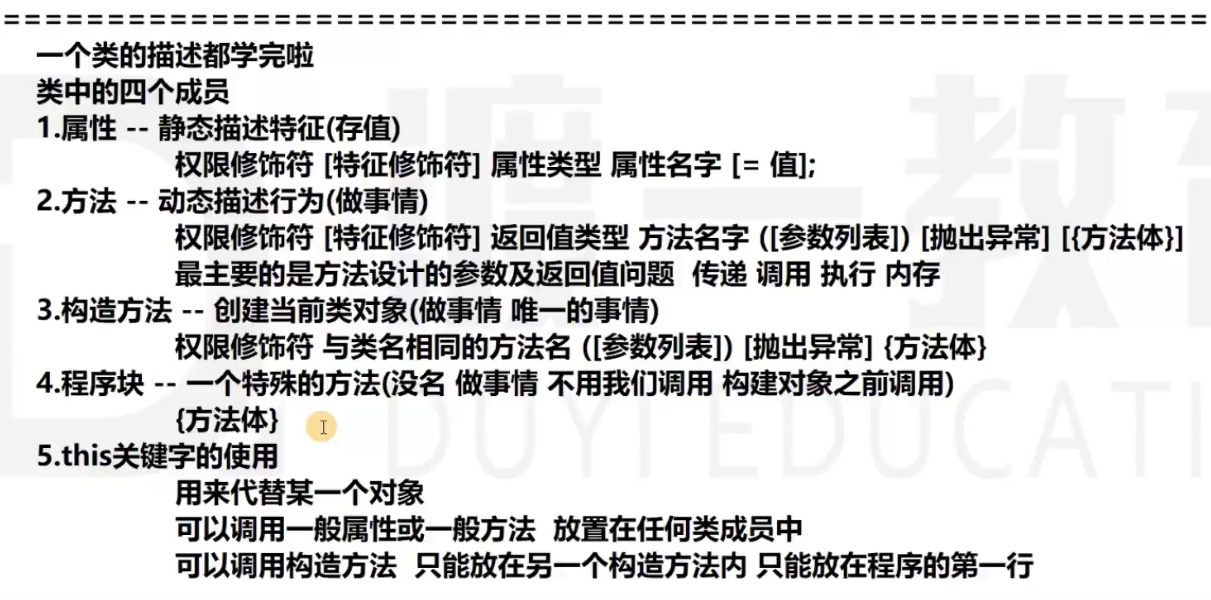 ================================================================
一个类的描述都学完啦
类中的四个成员
1.属性 -- 静态描述特征(存值)
权限修饰符 [特征修饰符] 属性类型 属性名字 [= 值];
2.方法 -- 动态描述行为(做事情)
权限修饰符 [特征修饰符] 返回值类型 方法名字 ([参数列表]) [抛出异常] [{方法体}]
最主要的是方法设计的参数及返回值问题 传递 调用 执行 内存
3.构造方法 -- 创建当前类对象(做事情 唯一的事情)
权限修饰符 与类名相同的方法名 ([参数列表]) [抛出异常] {方法体}
4.程序块 -- 一个特殊的方法(没名 做事情 不用我们调用 构建对象之前调用)
{方法体}
5.this关键字的使用
用来代替某一个对象
可以调用一般属性或一般方法 放置在任何类成员中
可以调用构造方法 只能放在另一个构造方法内 只能放在程序的第一行
渡一教育
DUYI EDUCATI